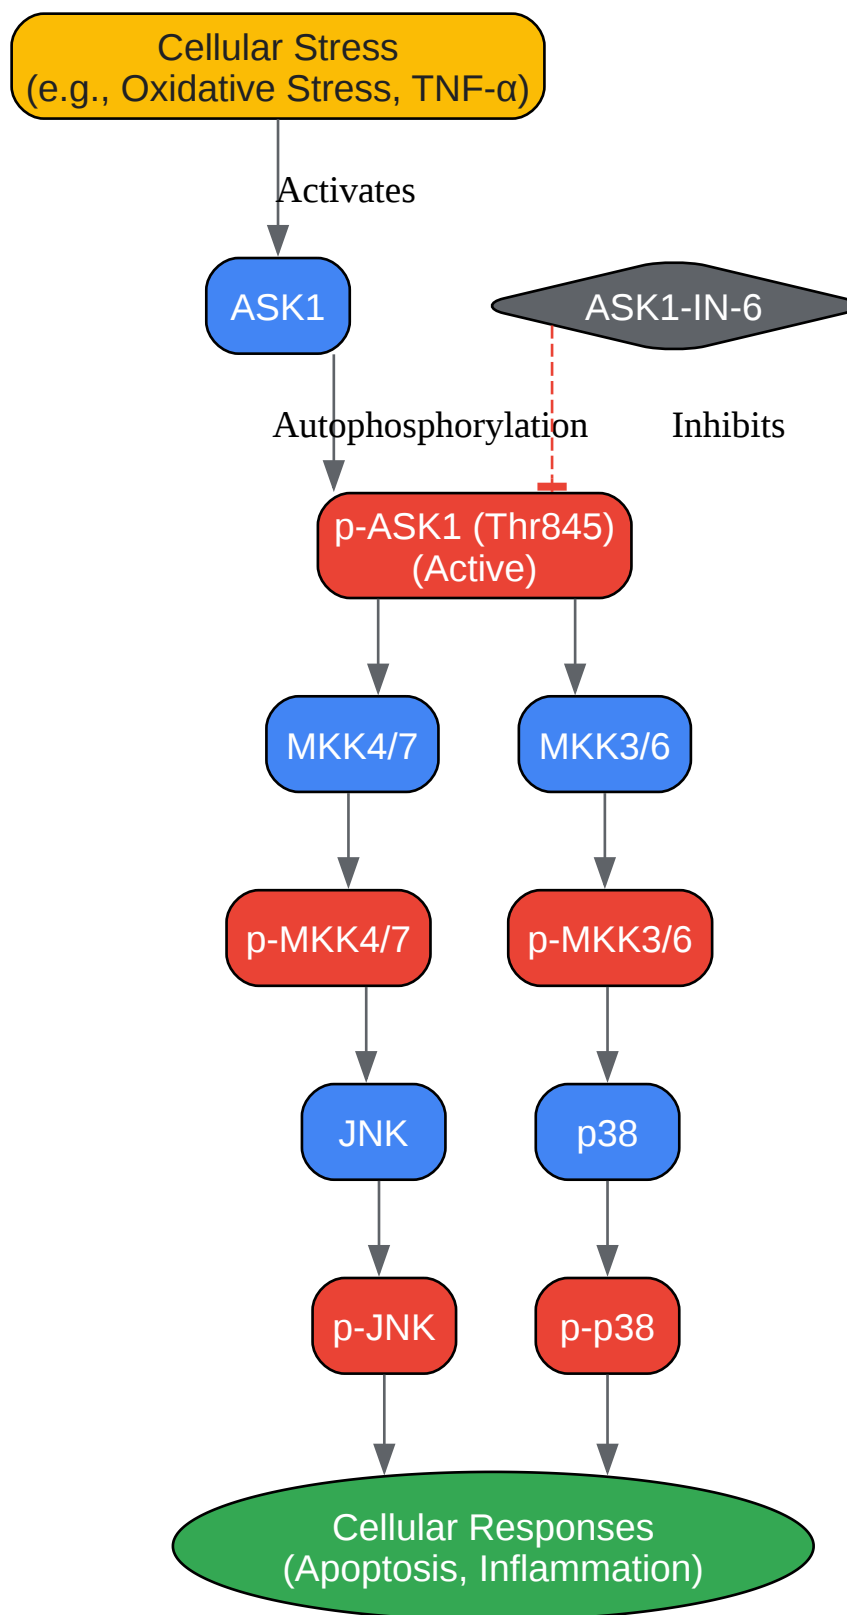 Cellular Stress
(e.g., Oxidative Stress, TNF-α)
Activates
ASK1
ASK1-IN-6
Autophosphorylation
Inhibits
p-ASK1 (Thr845)
(Active)
MKK4/7
MKK3/6
p-MKK4/7
p-MKK3/6
JNK
p38
p-JNK
p-p38
Cellular Responses
(Apoptosis, Inflammation)